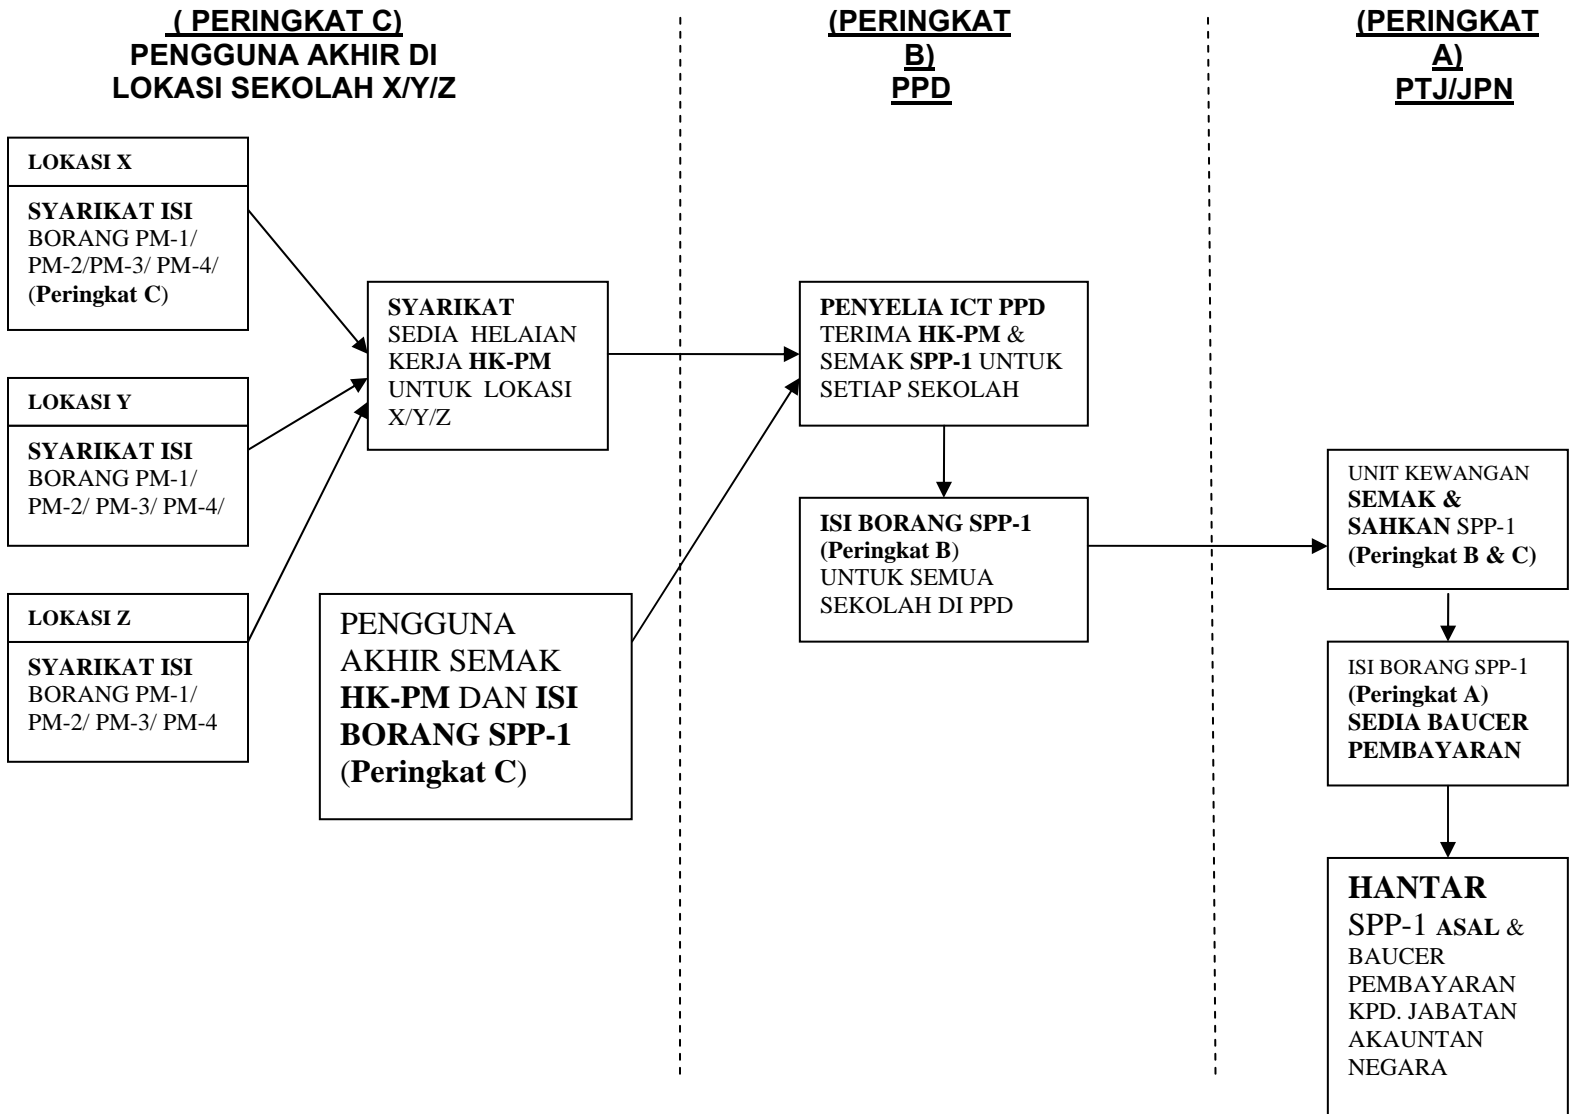 ( PERINGKAT C)
PENGGUNA AKHIR DI
LOKASI SEKOLAH X/Y/Z
(PERINGKAT
B)
PPD
(PERINGKAT
A)
PTJ/JPN
LOKASI X
SYARIKAT ISI
BORANG PM-1/
PM-2/PM-3/ PM-4/
(Peringkat C)
LOKASI Y
SYARIKAT ISI
BORANG PM-1/
PM-2/ PM-3/ PM-4/
LOKASI Z
SYARIKAT ISI
BORANG PM-1/
PM-2/ PM-3/ PM-4
SYARIKAT
SEDIA HELAIAN
KERJA HK-PM
UNTUK LOKASI
X/Y/Z
PENGGUNA
AKHIR SEMAK
HK-PM DAN ISI
BORANG SPP-1
(Peringkat C)
PENYELIA ICT PPD
TERIMA HK-PM &
SEMAK SPP-1 UNTUK
SETIAP SEKOLAH
ISI BORANG SPP-1
(Peringkat B)
UNTUK SEMUA
SEKOLAH DI PPD
UNIT KEWANGAN
SEMAK &
SAHKAN SPP-1
(Peringkat B & C)
ISI BORANG SPP-1
(Peringkat A)
SEDIA BAUCER
PEMBAYARAN
HANTAR
SPP-1 ASAL &
BAUCER
PEMBAYARAN
KPD. JABATAN
AKAUNTAN
NEGARA